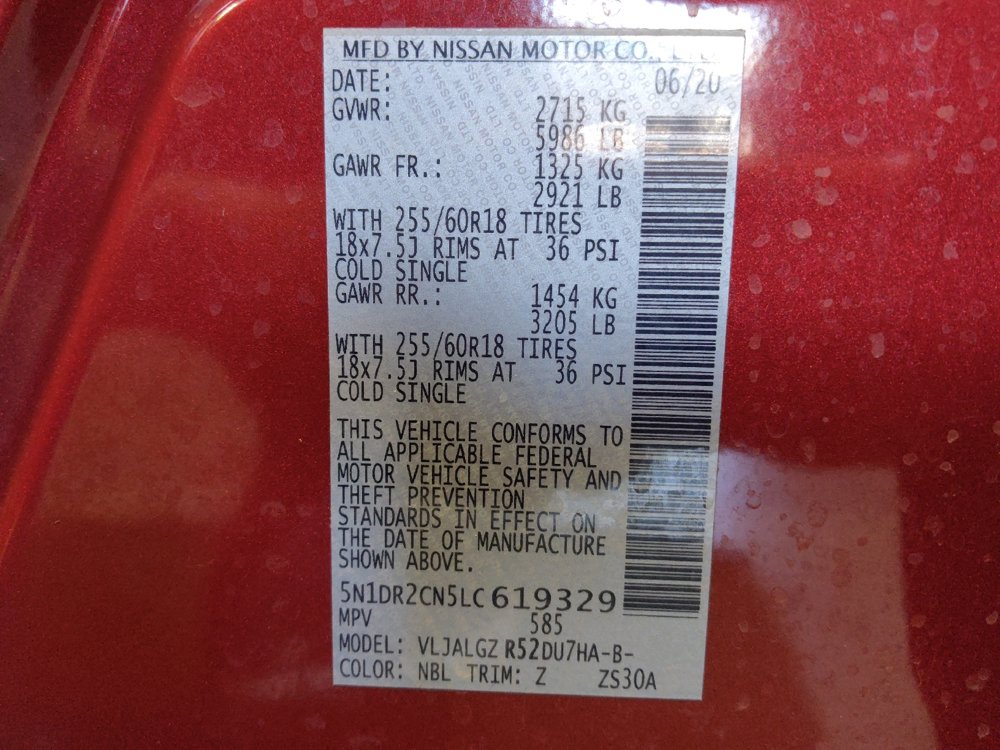 MFD BY NISSAN MOTOR CO., LTD.
DATE: 06/20
GVWR: 2715 KG
5986 LB
GAWR FR.: 1325 KG
2921 LB
WITH 255/60R18 TIRES
18x7.5J RIMS AT 36 PSI
COLD SINGLE
GAWR RR.: 1454 KG
3205 LB
WITH 255/60R18 TIRES
18x7.5J RIMS AT 36 PSI
COLD SINGLE
THIS VEHICLE CONFORMS TO
ALL APPLICABLE FEDERAL
MOTOR VEHICLE SAFETY AND
THEFT PREVENTION
STANDARDS IN EFFECT ON
THE DATE OF MANUFACTURE
SHOWN ABOVE.
5N1DR2CN5LC619329
MPV 585
MODEL: VLJALGZ R52DU7HA-B-
COLOR: NBL TRIM: Z ZS30A